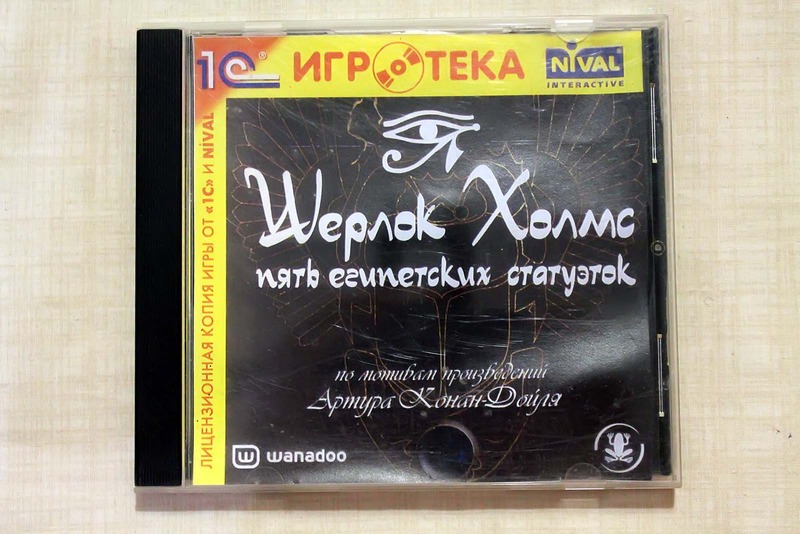 1С®
ИГРОТЕКА
NIVAL
INTERACTIVE
ЛИЦЕНЗИОННАЯ КОПИЯ ИГРЫ ОТ «1С» И NIVAL
Шерлок Холмс
пять египетских статуэток
по мотивам произведений
Артура Конан-Дойля
w wanadoo